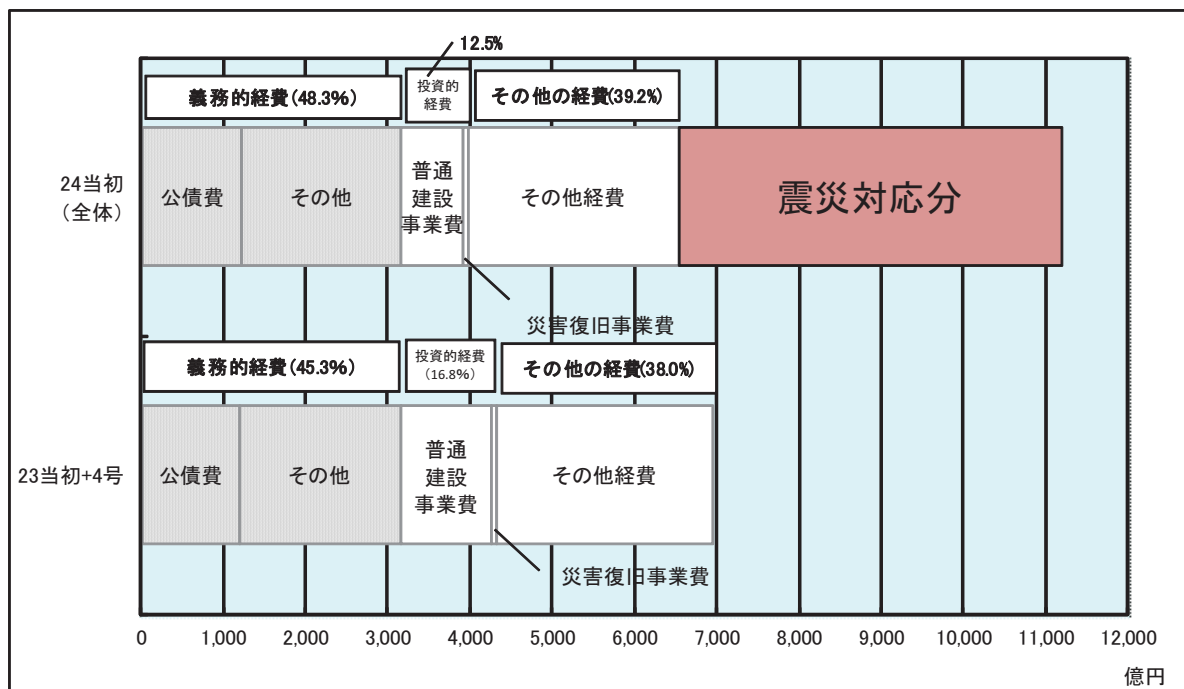 12.5%
義務的経費(48.3%)
投資的
経費
その他の経費(39.2%)
24当初
(全体)
公債費
その他
普通
建設
事業費
その他経費
震災対応分
災害復旧事業費
義務的経費(45.3%)
投資的経費
(16.8%)
その他の経費(38.0%)
23当初+4号
公債費
その他
普通
建設
事業費
その他経費
災害復旧事業費
0 1,000 2,000 3,000 4,000 5,000 6,000 7,000 8,000 9,000 10,000 11,000 12,000
億円